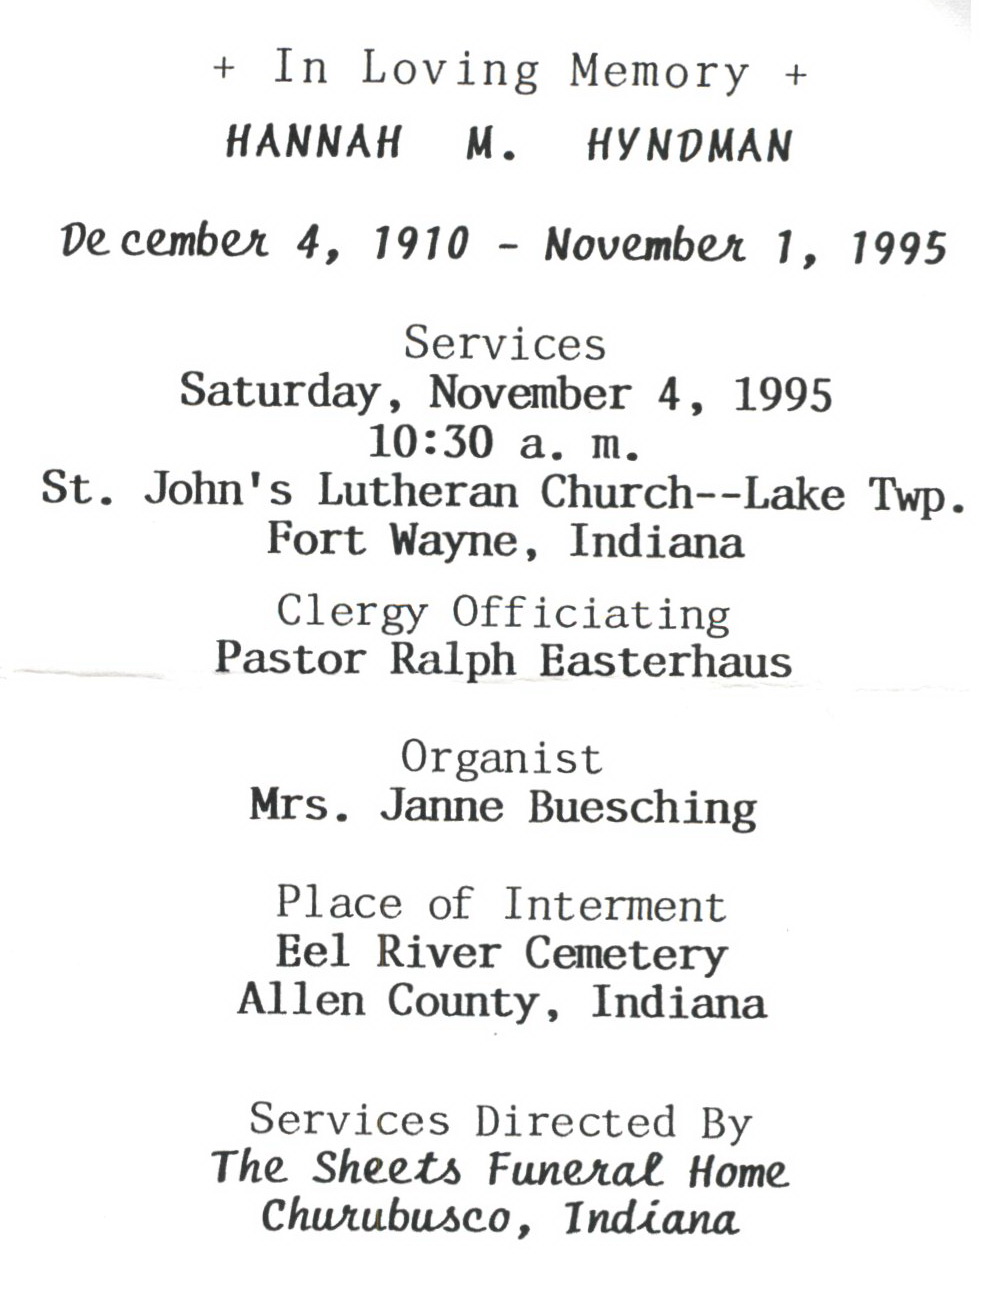 + In Loving Memory +
HANNAH M. HYNDMAN
December 4, 1910 - November 1, 1995
Services
Saturday, November 4, 1995
10:30 a. m.
St. John's Lutheran Church--Lake Twp.
Fort Wayne, Indiana
Clergy Officiating
Pastor Ralph Easterhaus
Organist
Mrs. Janne Buesching
Place of Interment
Eel River Cemetery
Allen County, Indiana
Services Directed By
The Sheets Funeral Home
Churubusco, Indiana